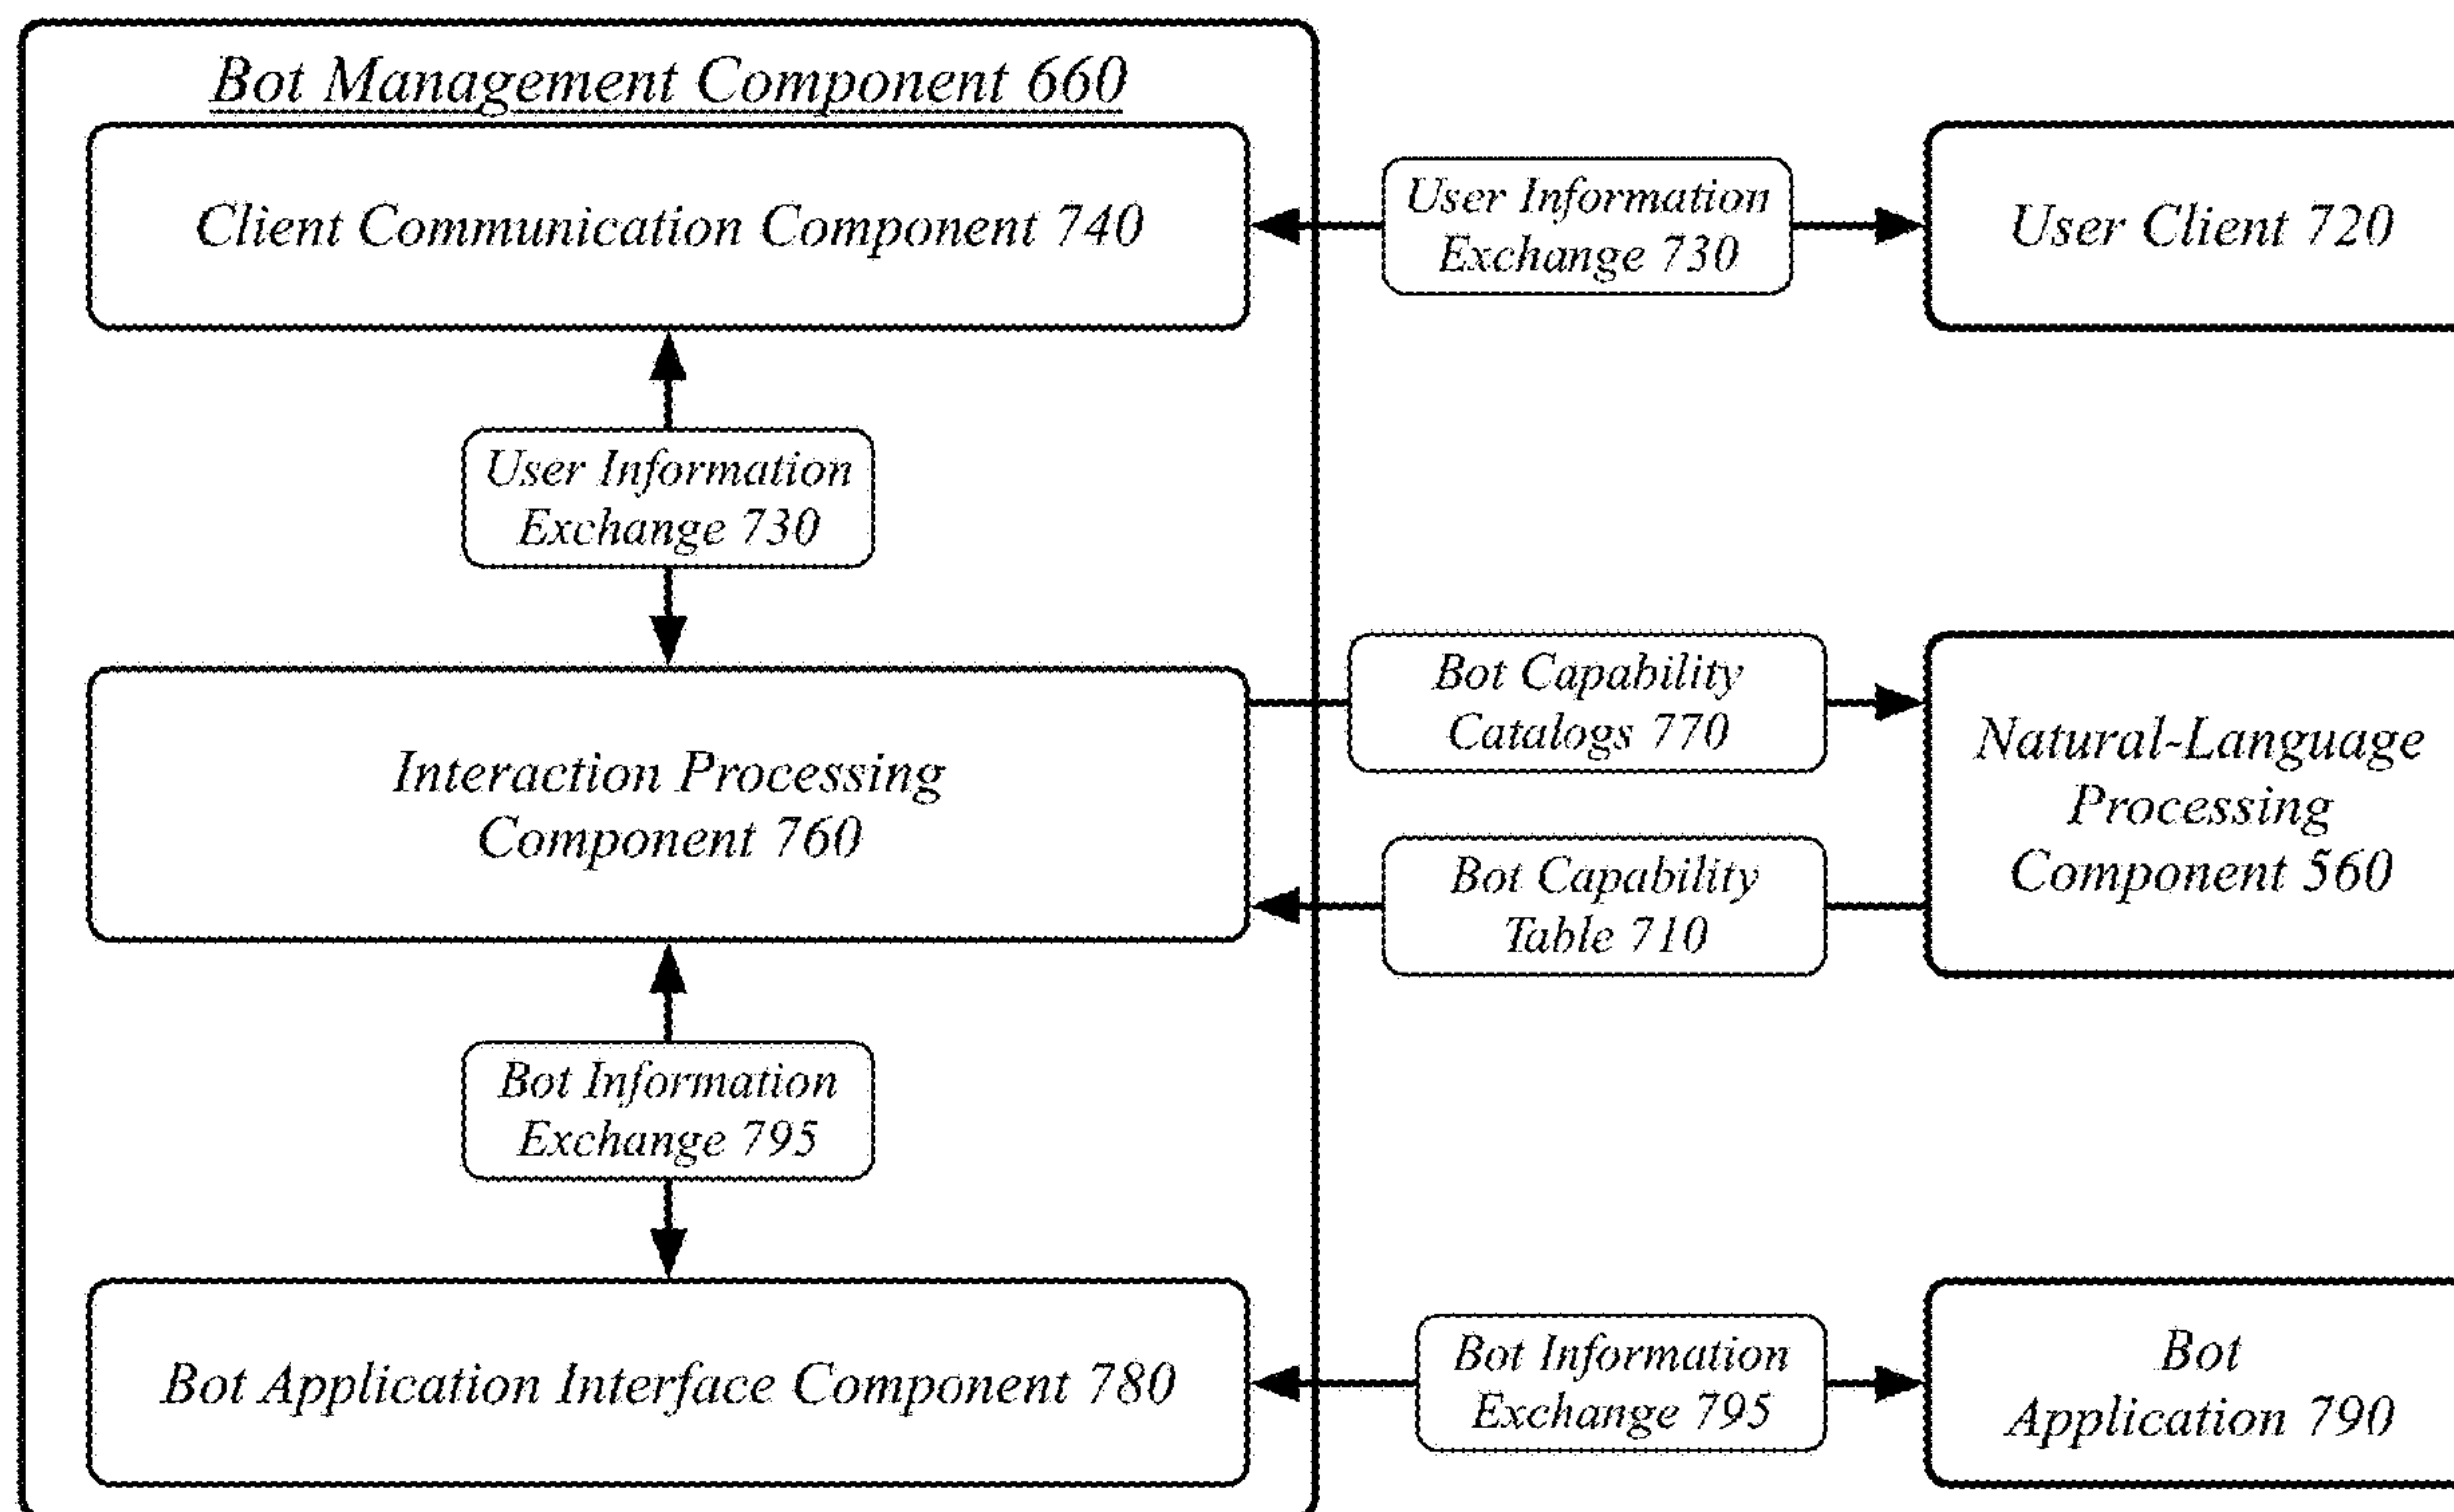 Bot Management Component 660
Client Communication Component 740
User Information
Exchange 730
User Client 720
User Information
Exchange 730
Interaction Processing
Component 760
Bot Capability
Catalogs 770
Bot Capability
Table 710
Natural-Language
Processing
Component 560
Bot Information
Exchange 795
Bot Application Interface Component 780
Bot Information
Exchange 795
Bot
Application 790